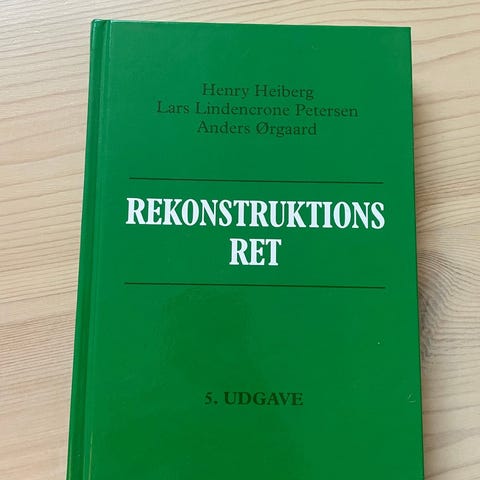 Henry Heiberg
Lars Lindencrone Petersen
Anders Ørgaard
REKONSTRUKTIONS
RET
5. UDGAVE